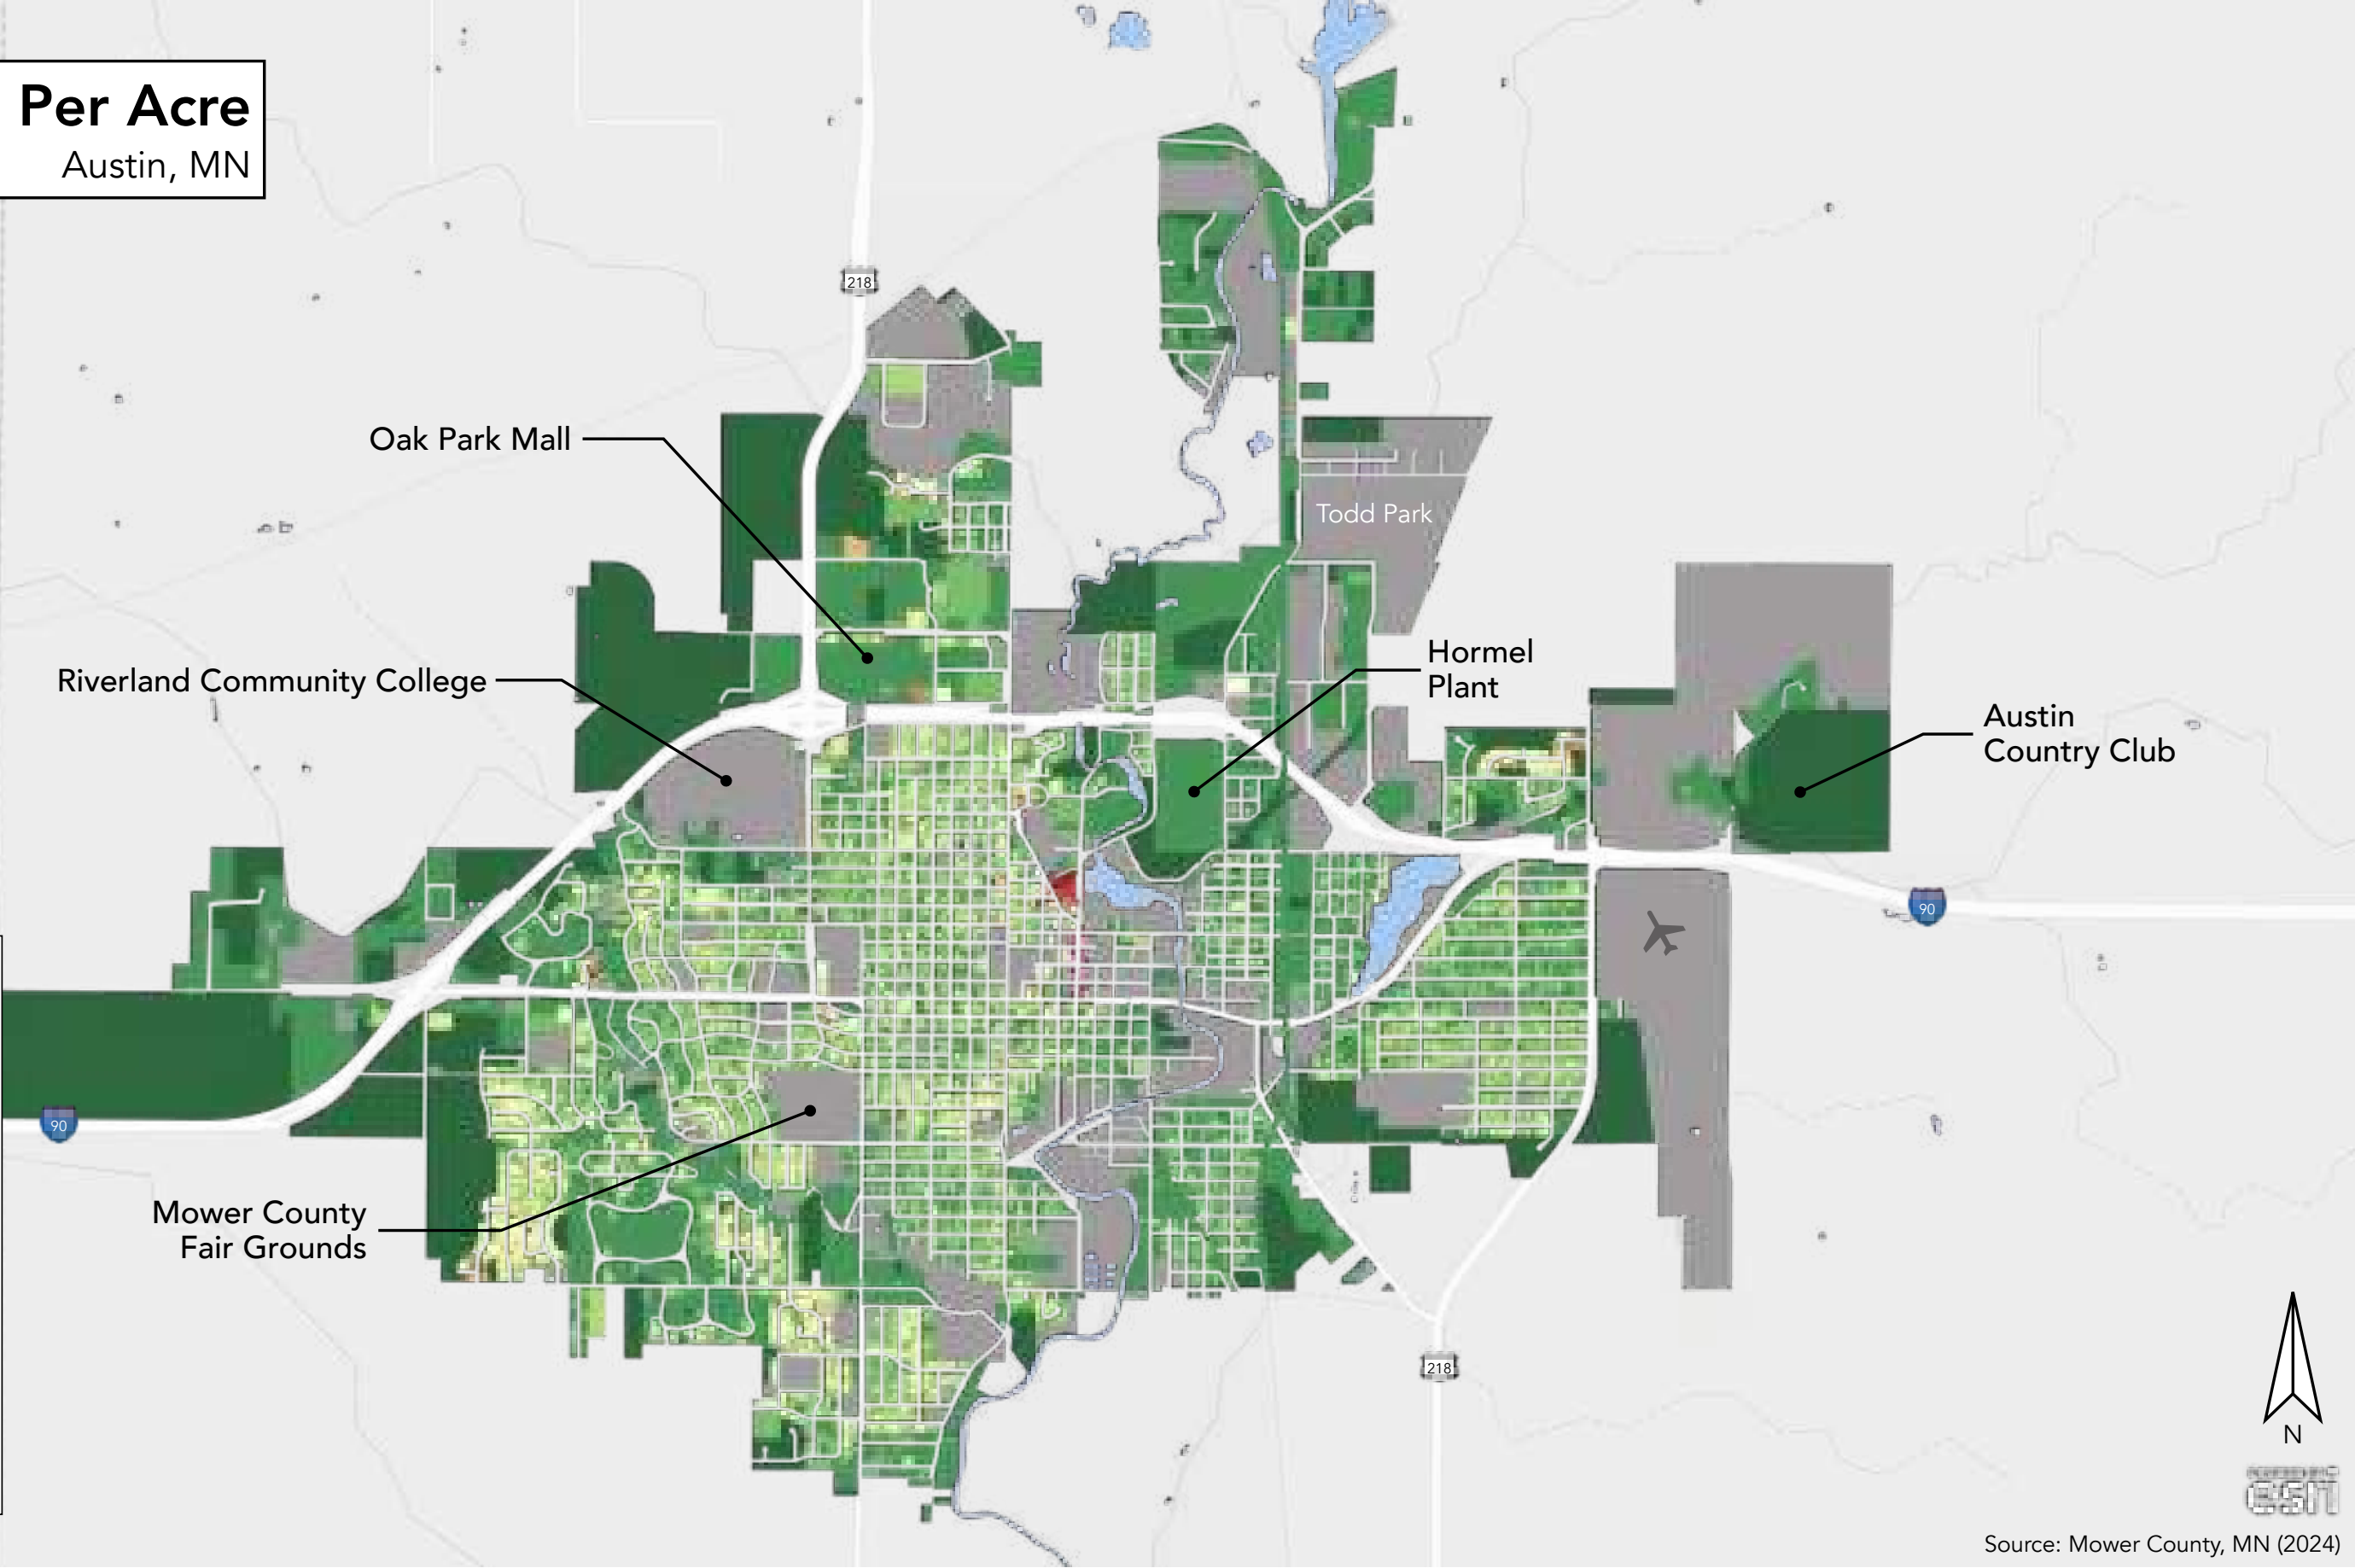 Per Acre
Austin, MN
218
Oak Park Mall
Todd Park
Riverland Community College
Hormel
Plant
Austin
Country Club
90
90
Mower County
Fair Grounds
218
N
esri
Source: Mower County, MN (2024)